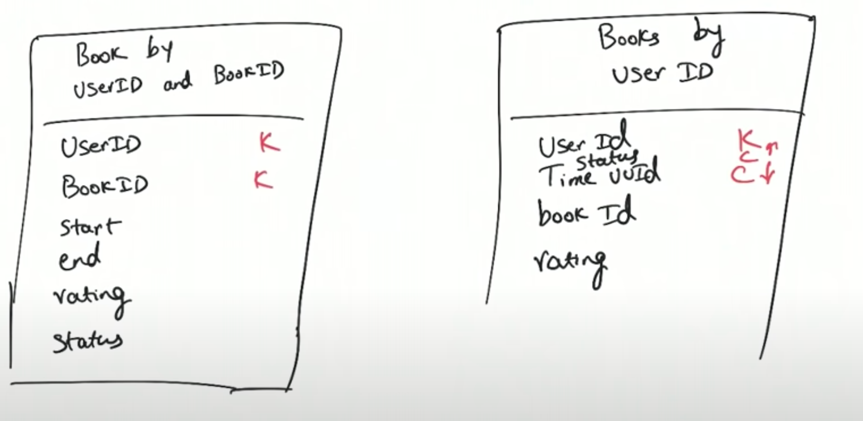 Book by
UserID and BookID
UserID K
BookID K
start
end
rating
status
Books by
User ID
User Id K
status C ↑
Time UUId C ↓
book Id
rating